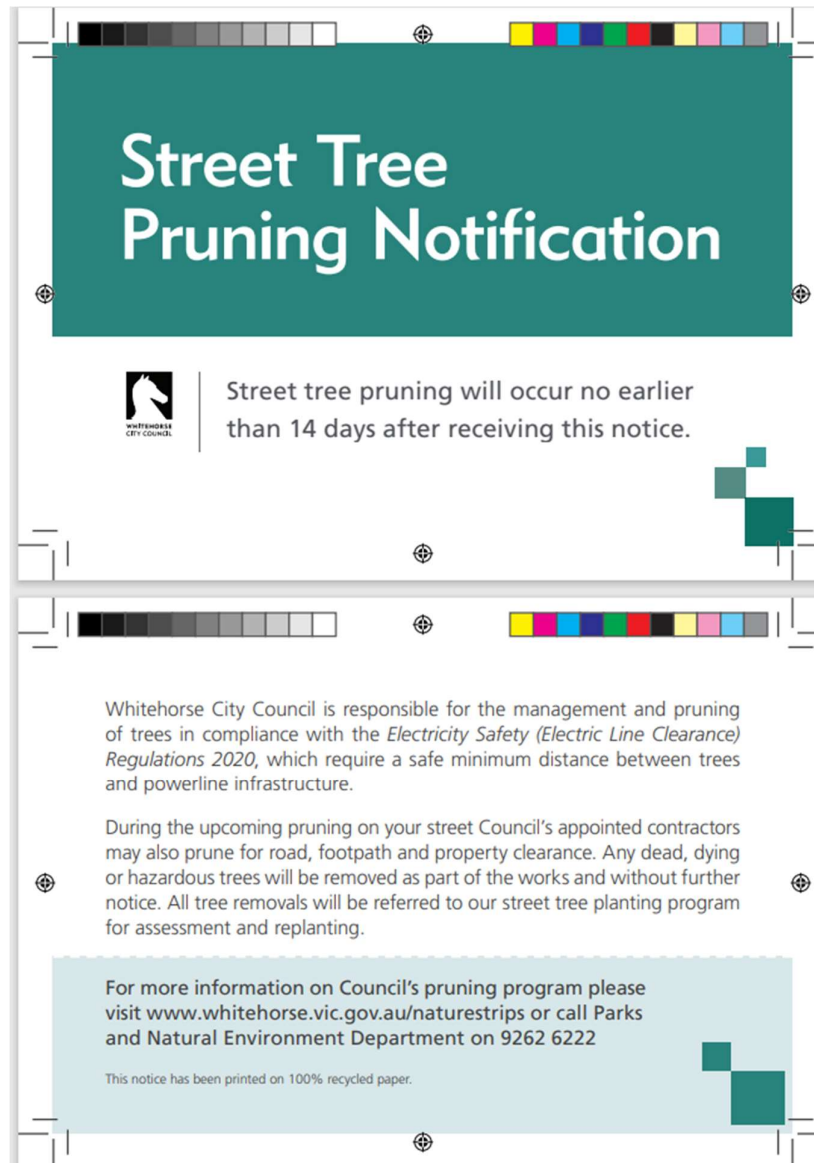 Street Tree
Pruning Notification
WHITEHORSE
CITY COUNCIL
Street tree pruning will occur no earlier
than 14 days after receiving this notice.
Whitehorse City Council is responsible for the management and pruning
of trees in compliance with the Electricity Safety (Electric Line Clearance)
Regulations 2020, which require a safe minimum distance between trees
and powerline infrastructure.
During the upcoming pruning on your street Council’s appointed contractors
may also prune for road, footpath and property clearance. Any dead, dying
or hazardous trees will be removed as part of the works and without further
notice. All tree removals will be referred to our street tree planting program
for assessment and replanting.
For more information on Council’s pruning program please
visit www.whitehorse.vic.gov.au/naturestrips or call Parks
and Natural Environment Department on 9262 6222
This notice has been printed on 100% recycled paper.